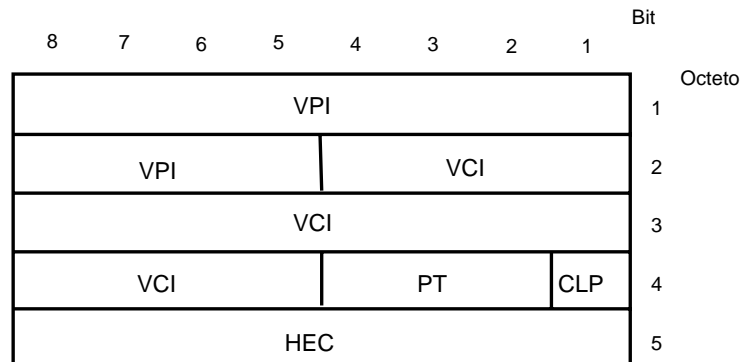 Bit
8 7 6 5 4 3 2 1
Octeto
VPI 1
VPI VCI 2
VCI 3
VCI PT CLP 4
HEC 5